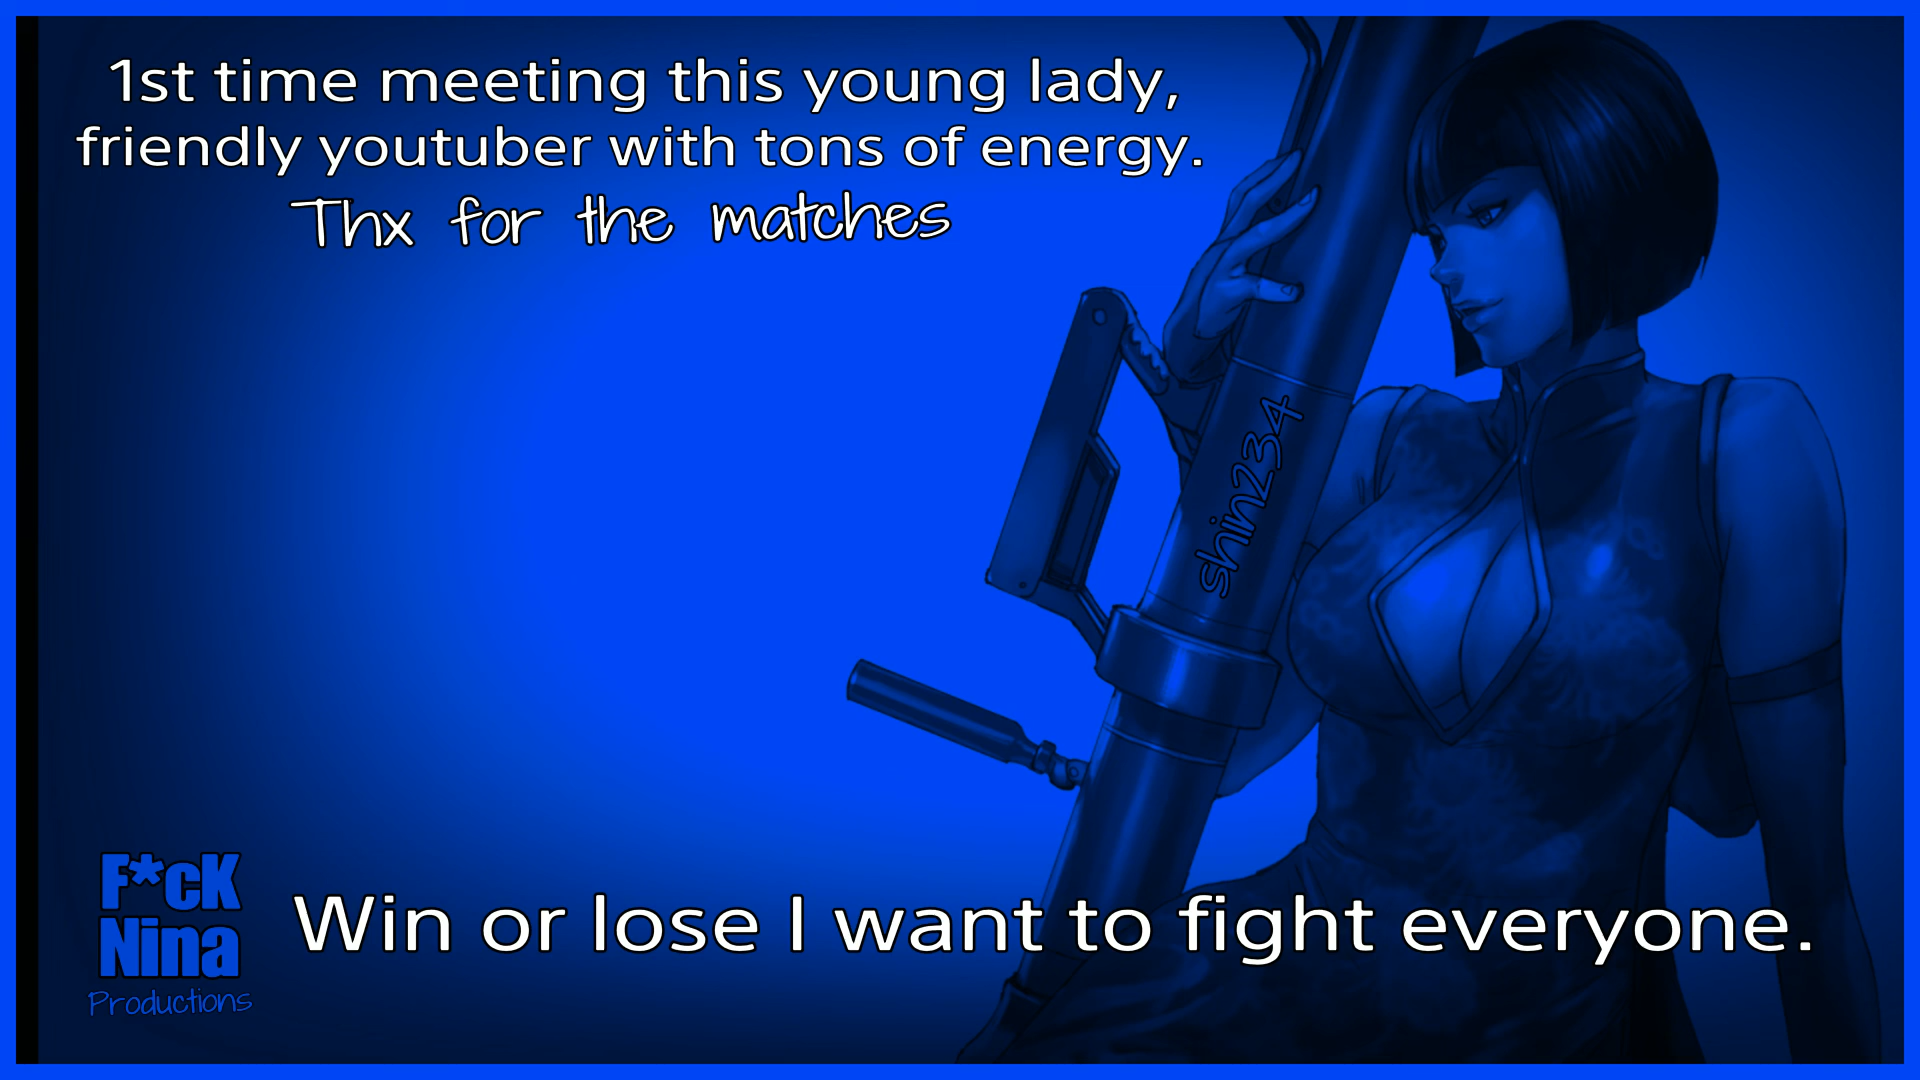 1st time meeting this young lady,
friendly youtuber with tons of energy.
Thx for the matches
shin234
F*cK
Nina
Productions
Win or lose I want to fight everyone.